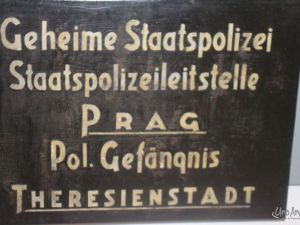 Geheime Staatspolizei
Staatspolizeileitstelle
PRAG
Pol. Gefängnis
THERESIENSTADT